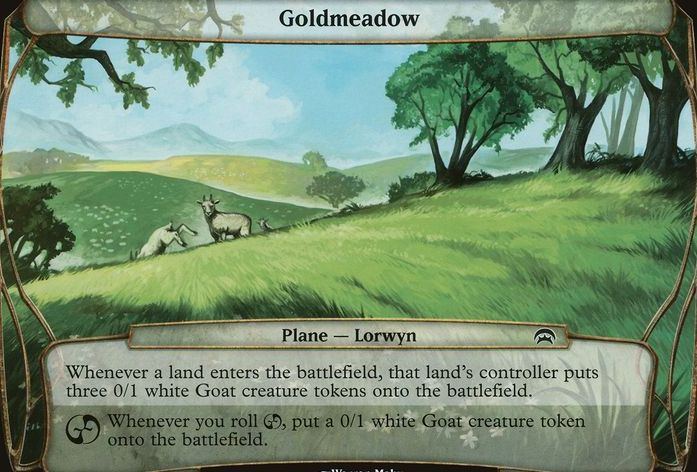 Goldmeadow
Plane — Lorwyn
Whenever a land enters the battlefield, that land's controller puts
three 0/1 white Goat creature tokens onto the battlefield.
Whenever you roll , put a 0/1 white Goat creature token
onto the battlefield.